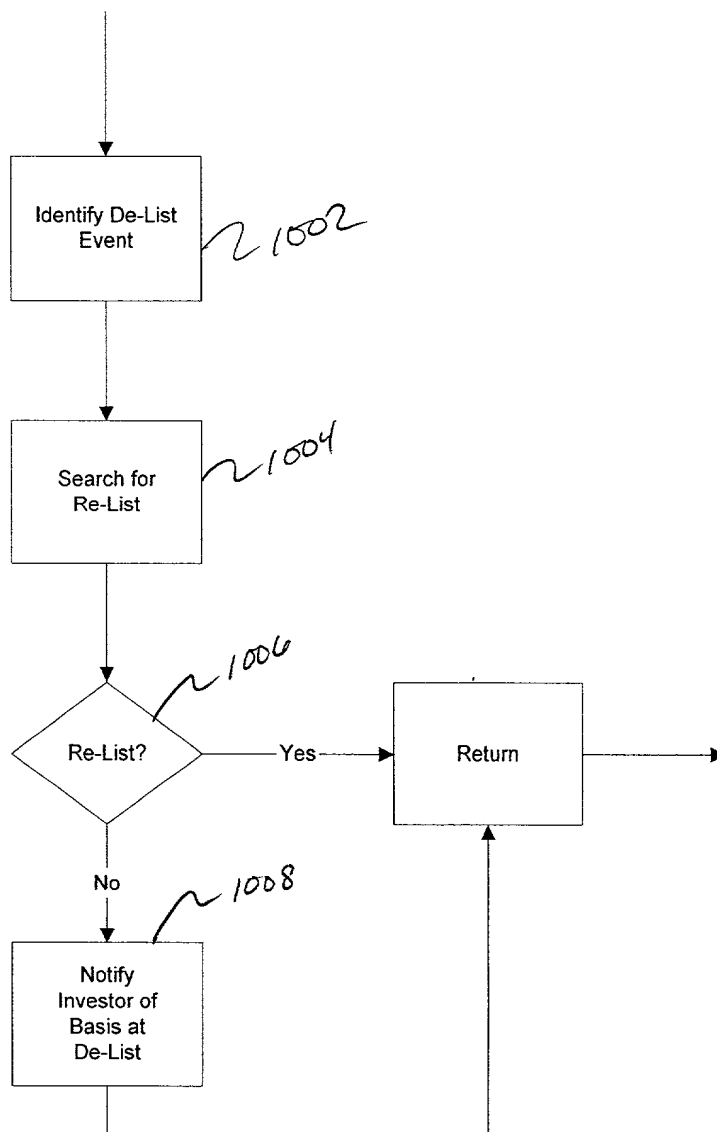 Identify De-List
Event
1002
Search for
Re-List
1004
1006
Re-List?
Yes
Return
No
1008
Notify
Investor of
Basis at
De-List